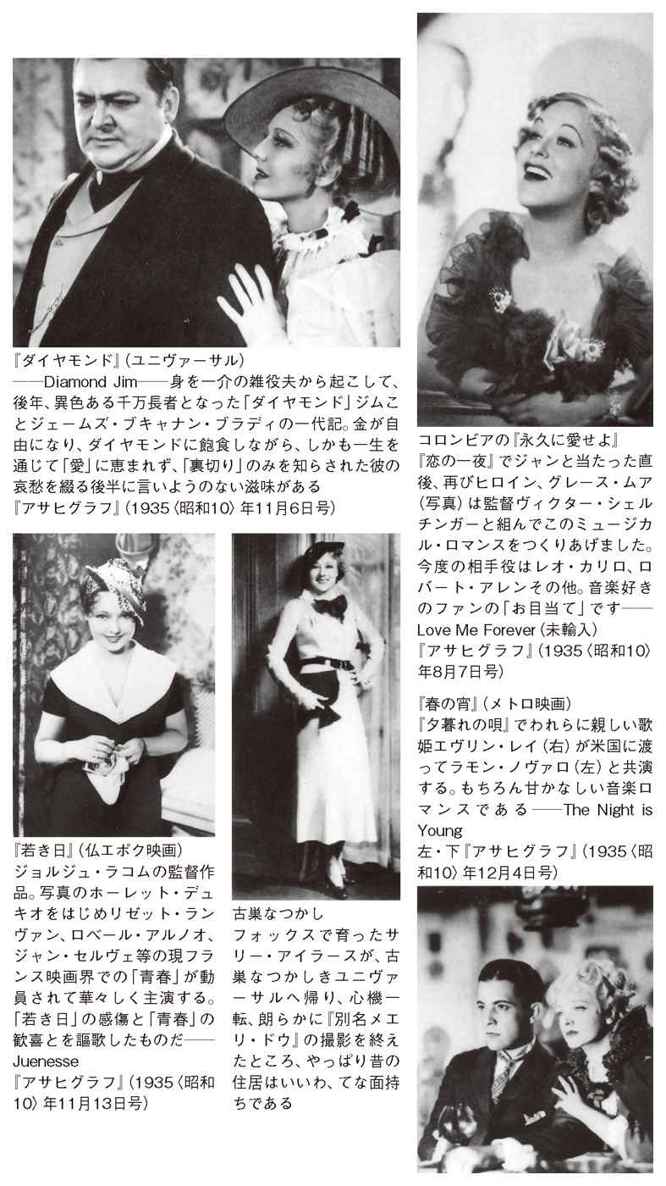 『ダイヤモンド』（ユニヴァーサル）
――Diamond Jim――身を一介の雑役夫から起こして、
後年、異色ある千万長者となった「ダイヤモンド」ジムこ
とジェームズ・ブキャナン・ブラディの一代記。金が自
由になり、ダイヤモンドに飽食しながら、しかも一生を
通じて「愛」に恵まれず、「裏切り」のみを知らされた彼の
哀愁を綴る後半に言いようのない滋味がある
『アサヒグラフ』（1935〈昭和10〉年11月6日号）
『若き日』（仏エポク映画）
ジョルジュ・ラコムの監督作
品。写真のホーレット・デュ
キオをはじめリゼット・ラン
ヴァン、ロベール・アルノオ、
ジャン・セルヴェ等の現フラ
ンス映画界での「青春」が動
員されて華々しく主演する。
「若き日」の感傷と「青春」の
歓喜とを謳歌したものだ――
Juenesse
『アサヒグラフ』（1935〈昭和
10〉年11月13日号）
古巣なつかし
フォックスで育ったサ
リー・アイラースが、古
巣なつかしきユニヴァ
ーサルへ帰り、心機一
転、朗らかに『別名メエ
リ・ドウ』の撮影を終え
たところ、やっぱり昔の
住居はいいわ、てな面持
ちである
コロンビアの『永久に愛せよ』
『恋の一夜』でジャンと当たった直
後、再びヒロイン、グレース・ムア
（写真）は監督ヴィクター・シェル
チンガーと組んでこのミュージカ
ル・ロマンスをつくりあげました。
今度の相手役はレオ・カリロ、ロ
バート・アレンその他。音楽好き
のファンの「お目当て」です――
Love Me Forever（未輸入）
『アサヒグラフ』（1935〈昭和10〉
年8月7日号）
『春の宵』（メトロ映画）
『夕暮れの唄』でわれらに親しい歌
姫エヴリン・レイ（右）が米国に渡
ってラモン・ノヴァロ（左）と共演
する。もちろん甘かなしい音楽ロ
マンスである――The Night is
Young
左・下『アサヒグラフ』（1935〈昭
和10〉年12月4日号）